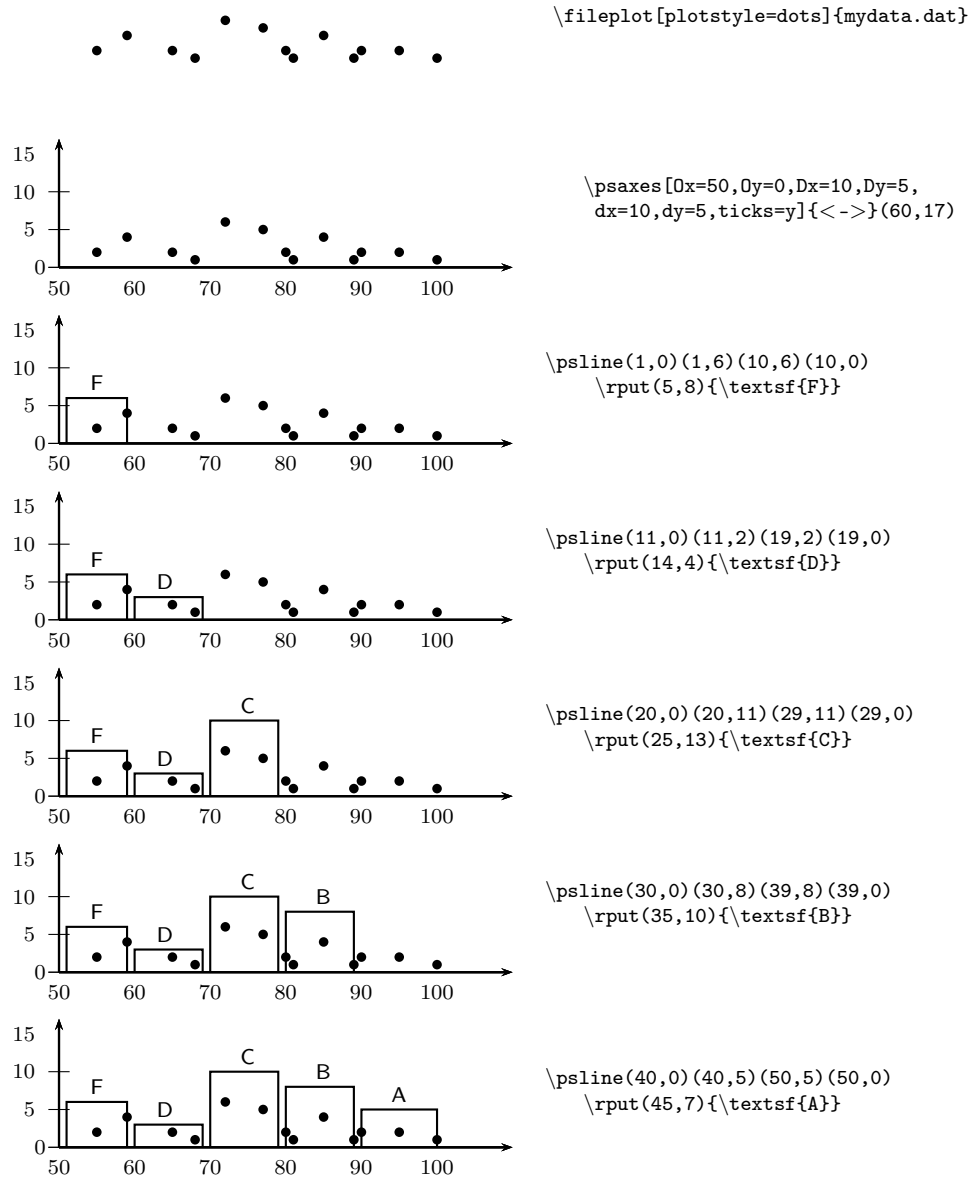 \fileplot[plotstyle=dots]{mydata.dat}
15
10
5
0
50 60 70 80 90 100
\psaxes[Ox=50,Oy=0,Dx=10,Dy=5,
dx=10,dy=5,ticks=y]{<->}(60,17)
15
10
5
0
F
50 60 70 80 90 100
\psline(1,0)(1,6)(10,6)(10,0)
\rput(5,8){\textsf{F}}
15
10
5
0
F
D
50 60 70 80 90 100
\psline(11,0)(11,2)(19,2)(19,0)
\rput(14,4){\textsf{D}}
15
10
5
0
F
D
C
50 60 70 80 90 100
\psline(20,0)(20,11)(29,11)(29,0)
\rput(25,13){\textsf{C}}
15
10
5
0
F
D
C
B
50 60 70 80 90 100
\psline(30,0)(30,8)(39,8)(39,0)
\rput(35,10){\textsf{B}}
15
10
5
0
F
D
C
B
A
50 60 70 80 90 100
\psline(40,0)(40,5)(50,5)(50,0)
\rput(45,7){\textsf{A}}